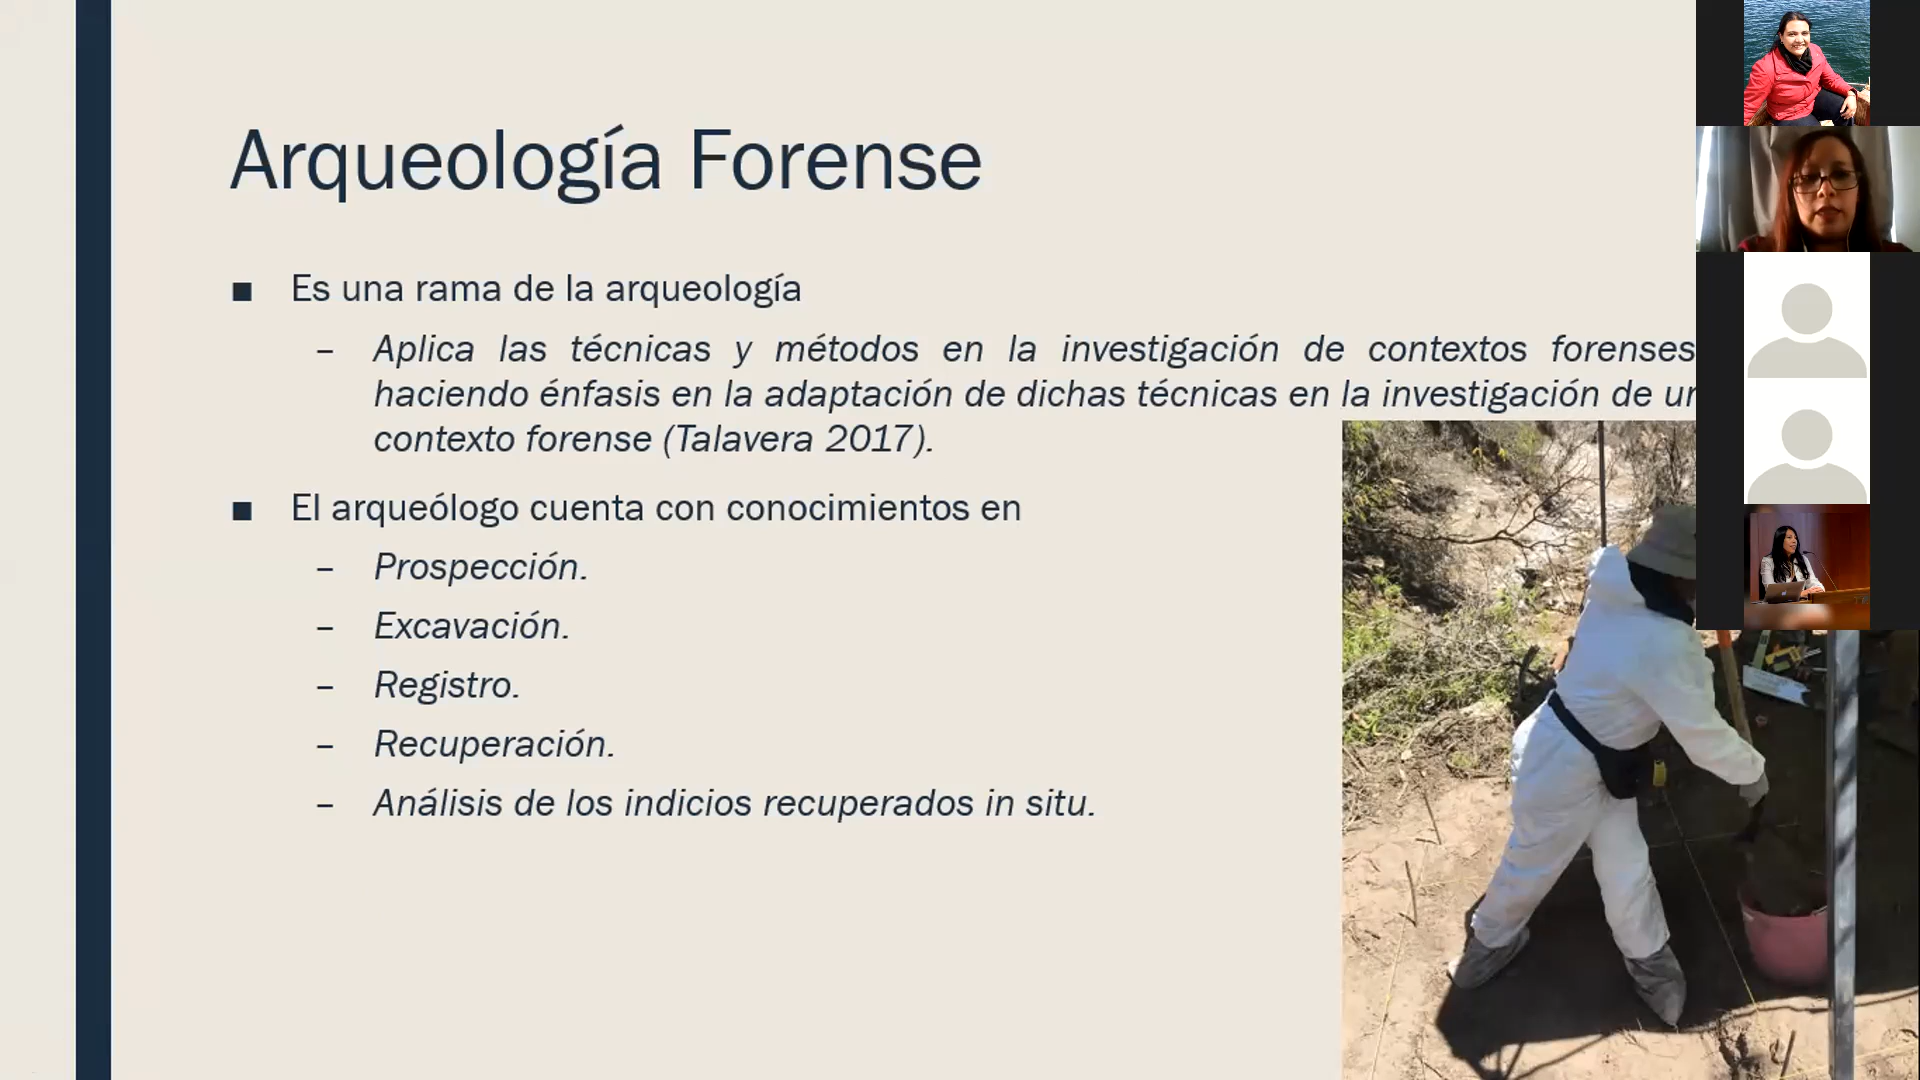 Arqueología Forense
■ Es una rama de la arqueología
– Aplica las técnicas y métodos en la investigación de contextos forenses
haciendo énfasis en la adaptación de dichas técnicas en la investigación de
contexto forense (Talavera 2017).
■ El arqueólogo cuenta con conocimientos en
– Prospección.
– Excavación.
– Registro.
– Recuperación.
– Análisis de los indicios recuperados in situ.